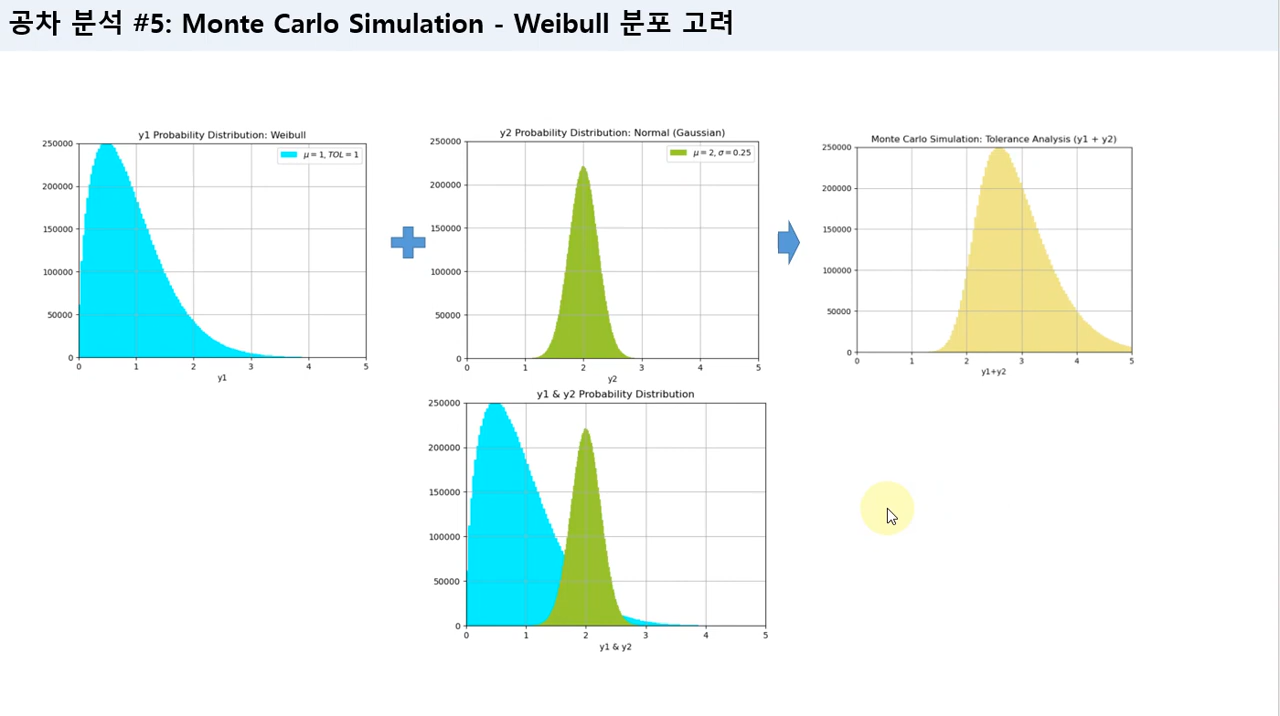 공차 분석 #5: Monte Carlo Simulation - Weibull 분포 고려
y1 Probability Distribution: Weibull
250000
200000
150000
100000
50000
0
μ = 1, TOL = 1
0 1 2 3 4 5
y1
y2 Probability Distribution: Normal (Gaussian)
250000
200000
150000
100000
50000
0
μ = 2, σ = 0.25
0 1 2 3 4 5
y2
Monte Carlo Simulation: Tolerance Analysis (y1 + y2)
250000
200000
150000
100000
50000
0
0 1 2 3 4 5
y1+y2
y1 & y2 Probability Distribution
250000
200000
150000
100000
50000
0
0 1 2 3 4 5
y1 & y2